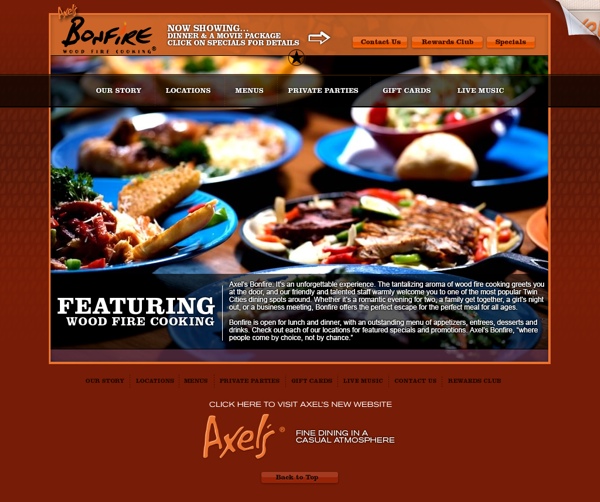 Axel's
BONFIRE
WOOD FIRE COOKING®
NOW SHOWING...
DINNER & A MOVIE PACKAGE
CLICK ON SPECIALS FOR DETAILS
Contact Us
Rewards Club
Specials
OUR STORY
LOCATIONS
MENUS
PRIVATE PARTIES
GIFT CARDS
LIVE MUSIC
FEATURING
WOOD FIRE COOKING
Axel's Bonfire: It's an unforgettable experience. The tantalizing aroma of wood fire cooking greets you
at the door, and our friendly and talented staff warmly welcome you to one of the most popular Twin
Cities dining spots around. Whether it's a romantic evening for two, a family get together, a girl's night
out, or a business meeting, Bonfire offers the perfect escape for the perfect meal for all ages.
Bonfire is open for lunch and dinner, with an outstanding menu of appetizers, entrees, desserts and
drinks. Check out each of our locations for featured specials and promotions. Axel's Bonfire, "where
people come by choice, not by chance."
OUR STORY
LOCATIONS
MENUS
PRIVATE PARTIES
GIFT CARDS
LIVE MUSIC
CONTACT US
REWARDS CLUB
CLICK HERE TO VISIT AXEL'S NEW WEBSITE
Axel's®
FINE DINING IN A
CASUAL ATMOSPHERE
Back to Top